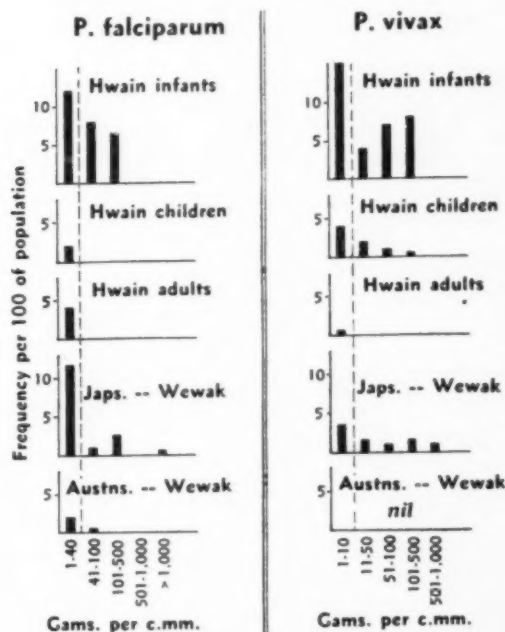 P. falciparum
Hwain infants
10
5
Hwain children
5
Hwain adults
5
Japs. -- Wewak
10
5
Austns. -- Wewak
5
Frequency per 100 of population
1-40
41-100
101-500
501-1,000
> 1,000
Gams. per c.mm.
P. vivax
Hwain infants
10
5
Hwain children
5
Hwain adults
5
Japs. -- Wewak
10
5
Austns. -- Wewak
nil
5
1-10
11-50
51-100
101-500
501-1,000
Gams. per c.mm.